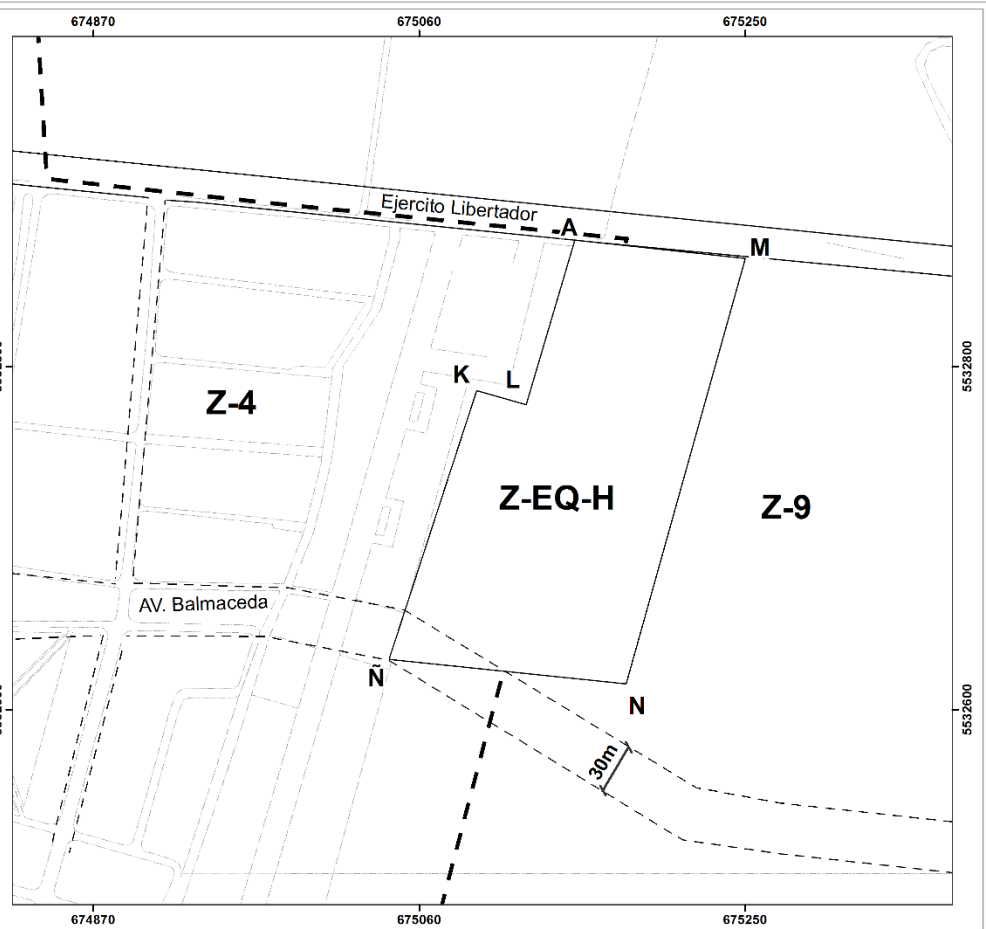 674870 675060 675250
Ejercito Libertador
A
M
5532800
K L
Z-4
Z-EQ-H
Z-9
AV. Balmaceda
Ñ
N
5532600
30m
674870 675060 675250